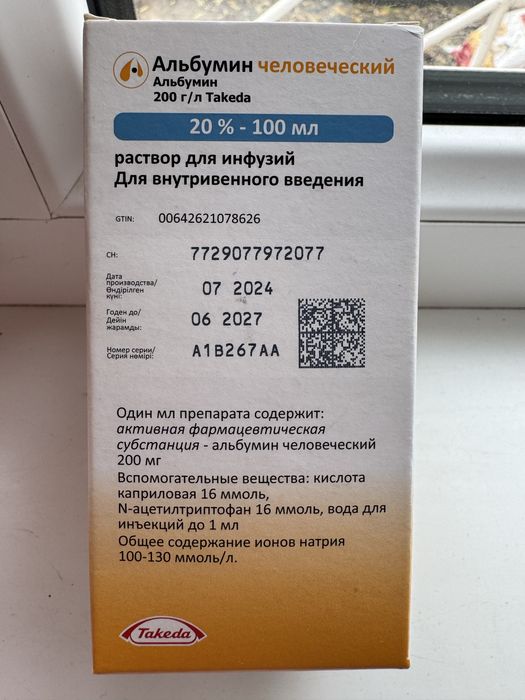 Альбумин человеческий
Альбумин
200 г/л Takeda
20 % - 100 мл
раствор для инфузий
Для внутривенного введения
GTIN: 00642621078626
СН: 7729077972077
Дата
производства/
Өндірілген
күні: 07 2024
Годен до/
Дейін
жарамды: 06 2027
Номер серии/
Серия нөмірі: A1B267AA
Один мл препарата содержит:
активная фармацевтическая
субстанция - альбумин человеческий
200 мг
Вспомогательные вещества: кислота
каприловая 16 ммоль,
N-ацетилтриптофан 16 ммоль, вода для
инъекций до 1 мл
Общее содержание ионов натрия
100-130 ммоль/л.
Takeda